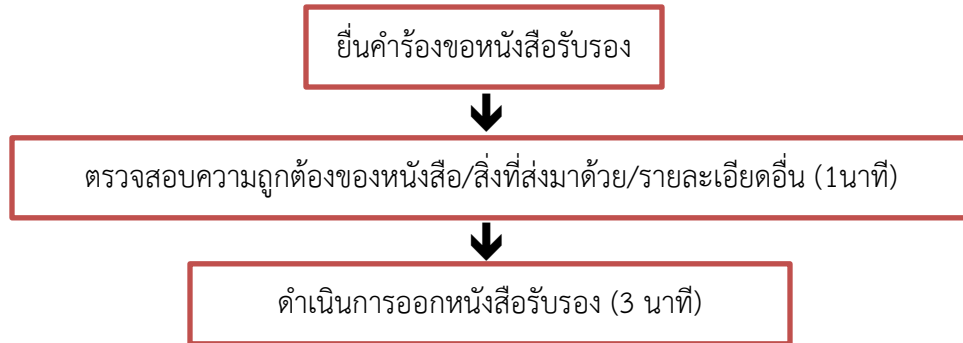 ยื่นคำร้องขอหนังสือรับรอง
ตรวจสอบความถูกต้องของหนังสือ/สิ่งที่ส่งมาด้วย/รายละเอียดอื่น (1นาที)
ดำเนินการออกหนังสือรับรอง (3 นาที)